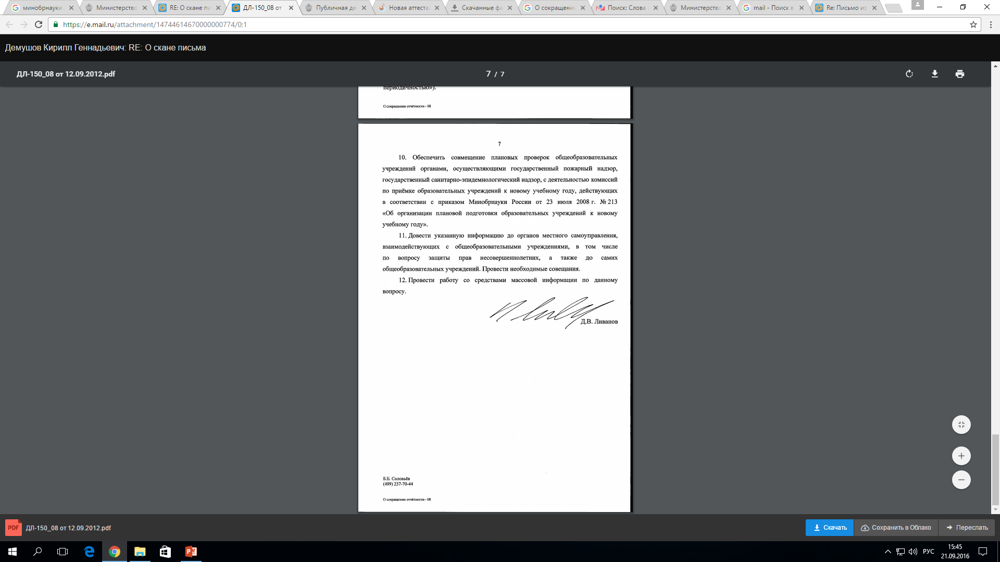 минобрнауки
Министерство
RE: О скане пи
ДЛ-150_08 от
Публичная де
Новая аттеста
Скачанные фа
О сокращени
Поиск: Слова
Министерство
mail - Поиск в
Re: Письмо из
https://e.mail.ru/attachment/14744614670000000774/0;1
Демушов Кирилл Геннадьевич: RE: О скане письма
ДЛ-150_08 от 12.09.2012.pdf
7 / 7
периодичностью»).
О сокращении отчётности - 08
7
10. Обеспечить совмещение плановых проверок общеобразовательных
учреждений органами, осуществляющими государственный пожарный надзор,
государственный санитарно-эпидемиологический надзор, с деятельностью комиссий
по приёмке образовательных учреждений к новому учебному году, действующих
в соответствии с приказом Минобрнауки России от 23 июля 2008 г. № 213
«Об организации плановой подготовки образовательных учреждений к новому
учебному году».
11. Довести указанную информацию до органов местного самоуправления,
взаимодействующих с общеобразовательными учреждениями, в том числе
по вопросу защиты прав несовершеннолетних, а также до самих
общеобразовательных учреждений. Провести необходимые совещания.
12. Провести работу со средствами массовой информации по данному
вопросу.
Д.В. Ливанов
Б.Б. Соловьёв
(499) 237-70-44
О сокращении отчётности - 08
PDF
ДЛ-150_08 от 12.09.2012.pdf
Скачать
Сохранить в Облако
Переслать
РУС
15:45
21.09.2016